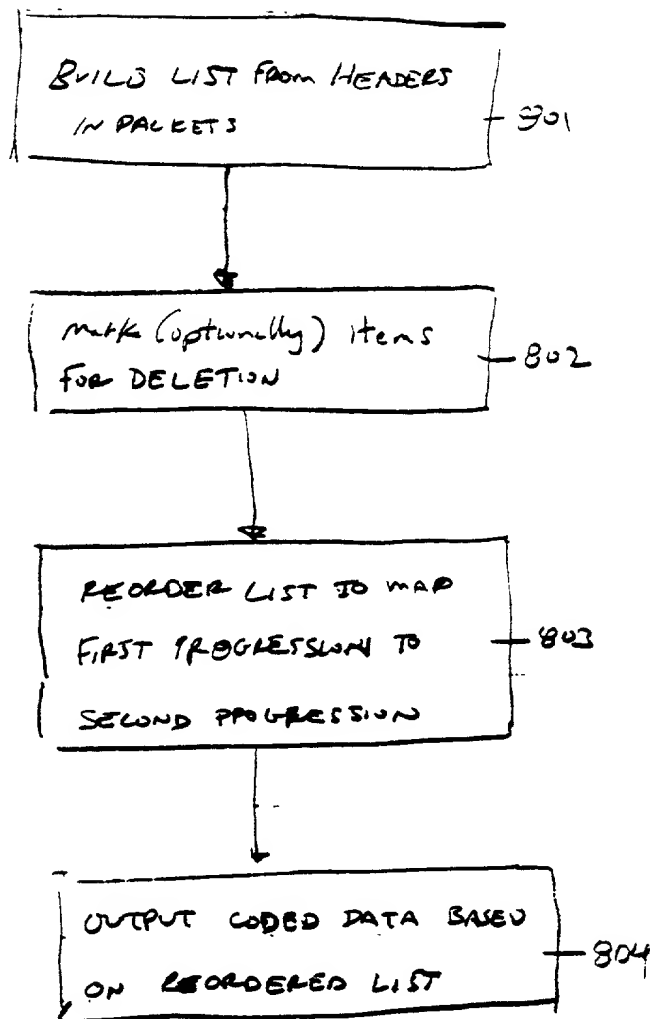 BUILD LIST FROM HEADERS
IN PACKETS
801
mark (optionally) items
FOR DELETION
802
REORDER LIST TO MAP
FIRST PROGRESSION TO
SECOND PROGRESSION
803
OUTPUT CODED DATA BASED
ON REORDERED LIST
804